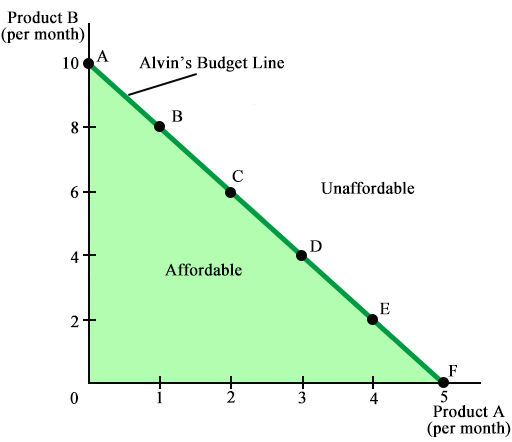 Product B
(per month)
10
A
Alvin's Budget Line
8
B
6
C
Unaffordable
4
D
Affordable
2
E
F
0
1
2
3
4
5
Product A
(per month)